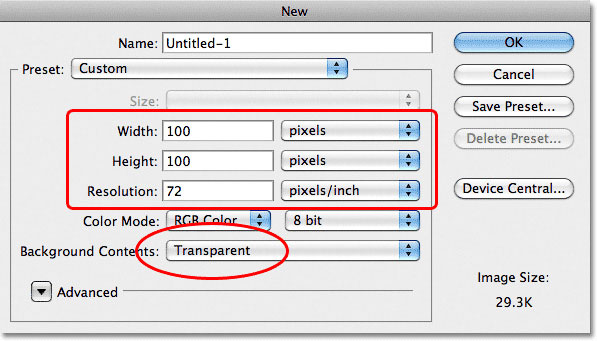 New
Name: Untitled-1
OK
Preset: Custom
Cancel
Size:
Save Preset...
Width: 100 pixels
Delete Preset...
Height: 100 pixels
Resolution: 72 pixels/inch
Device Central...
Color Mode: RGB Color 8 bit
Background Contents: Transparent
Image Size:
Advanced
29.3K